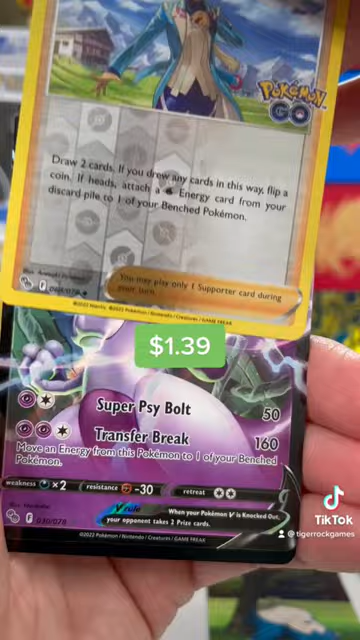 POKÉMON
GO
Draw 2 cards. If you drew any cards in this way, flip a
coin. If heads, attach a Energy card from your
discard pile to 1 of your Benched Pokémon.
You may play only 1 Supporter card during
your turn.
©2022 Pokémon / Nintendo / Creatures / GAME FREAK
$1.39
Super Psy Bolt 50
Transfer Break 160
Move an Energy from this Pokémon to 1 of your Benched
Pokémon.
weakness ×2 resistance -30 retreat
V rule When your Pokémon V is Knocked Out,
your opponent takes 2 Prize cards.
030/078
©2022 Pokémon / Nintendo / Creatures / GAME FREAK
TikTok
@tigerrockgames